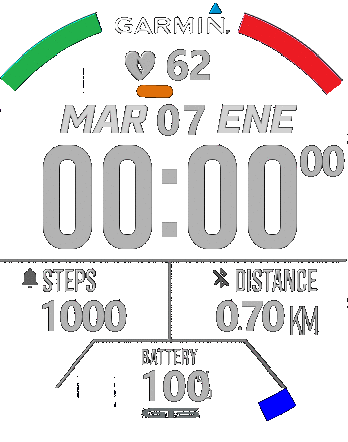 GARMIN
62
MAR 07 ENE
00:00 00
STEPS
1000
DISTANCE
0.70 KM
BATTERY
100%